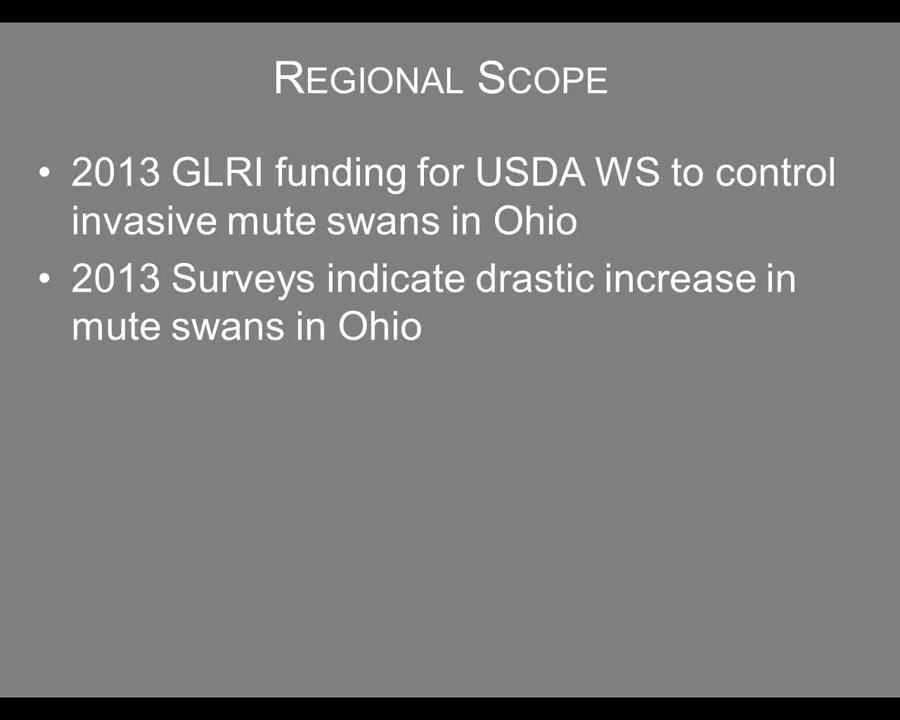 REGIONAL SCOPE
• 2013 GLRI funding for USDA WS to control
invasive mute swans in Ohio
• 2013 Surveys indicate drastic increase in
mute swans in Ohio